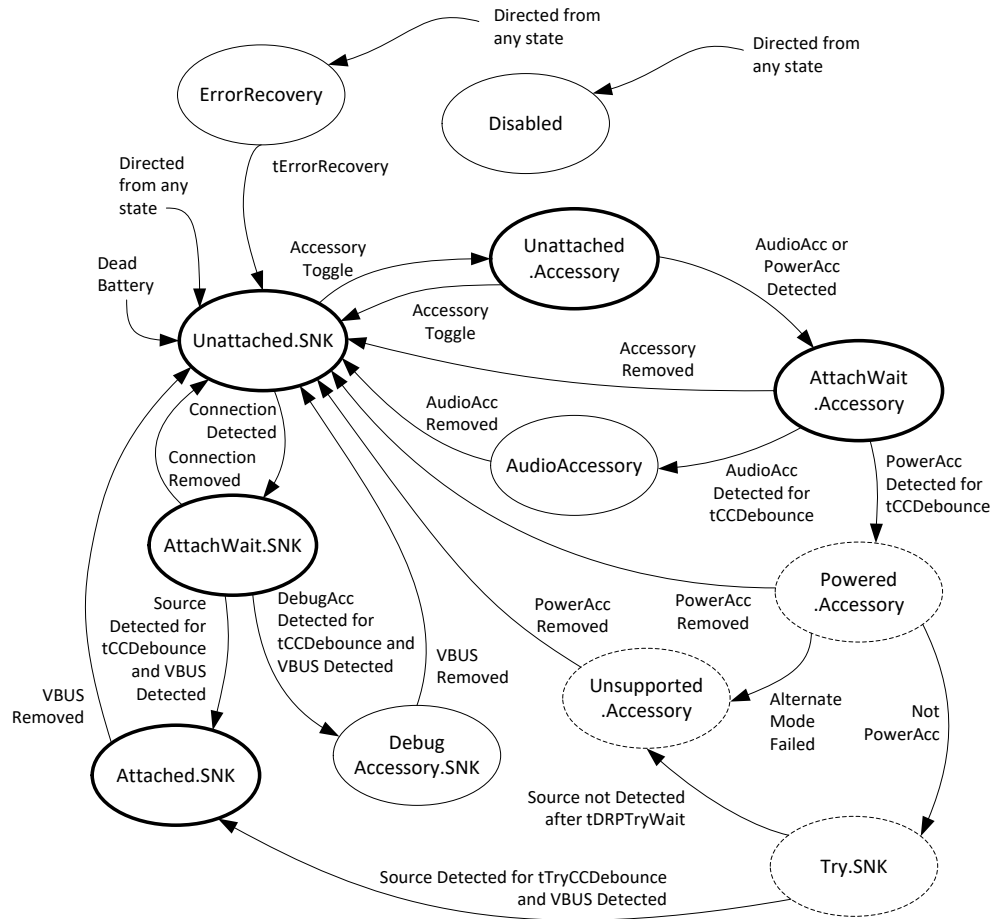 Directed from
any state
ErrorRecovery
Directed from
any state
Disabled
tErrorRecovery
Directed
from any
state
Dead
Battery
Accessory
Toggle
Unattached
.Accessory
AudioAcc or
PowerAcc
Detected
Accessory
Toggle
Unattached.SNK
Accessory
Removed
AttachWait
.Accessory
Connection
Detected
Connection
Removed
AudioAcc
Removed
AudioAccessory
AudioAcc
Detected for
tCCDebounce
PowerAcc
Detected for
tCCDebounce
AttachWait.SNK
Powered
.Accessory
Source
Detected for
tCCDebounce
and VBUS
Detected
DebugAcc
Detected for
tCCDebounce and
VBUS Detected
VBUS
Removed
PowerAcc
Removed
PowerAcc
Removed
VBUS
Removed
Unsupported
.Accessory
Alternate
Mode
Failed
Not
PowerAcc
Attached.SNK
Debug
Accessory.SNK
Source not Detected
after tDRPTryWait
Try.SNK
Source Detected for tTryCCDebounce
and VBUS Detected